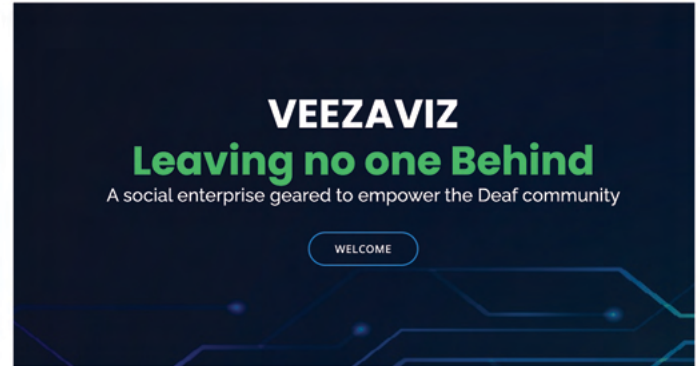 VEEZAVIZ
Leaving no one Behind
A social enterprise geared to empower the Deaf community
WELCOME